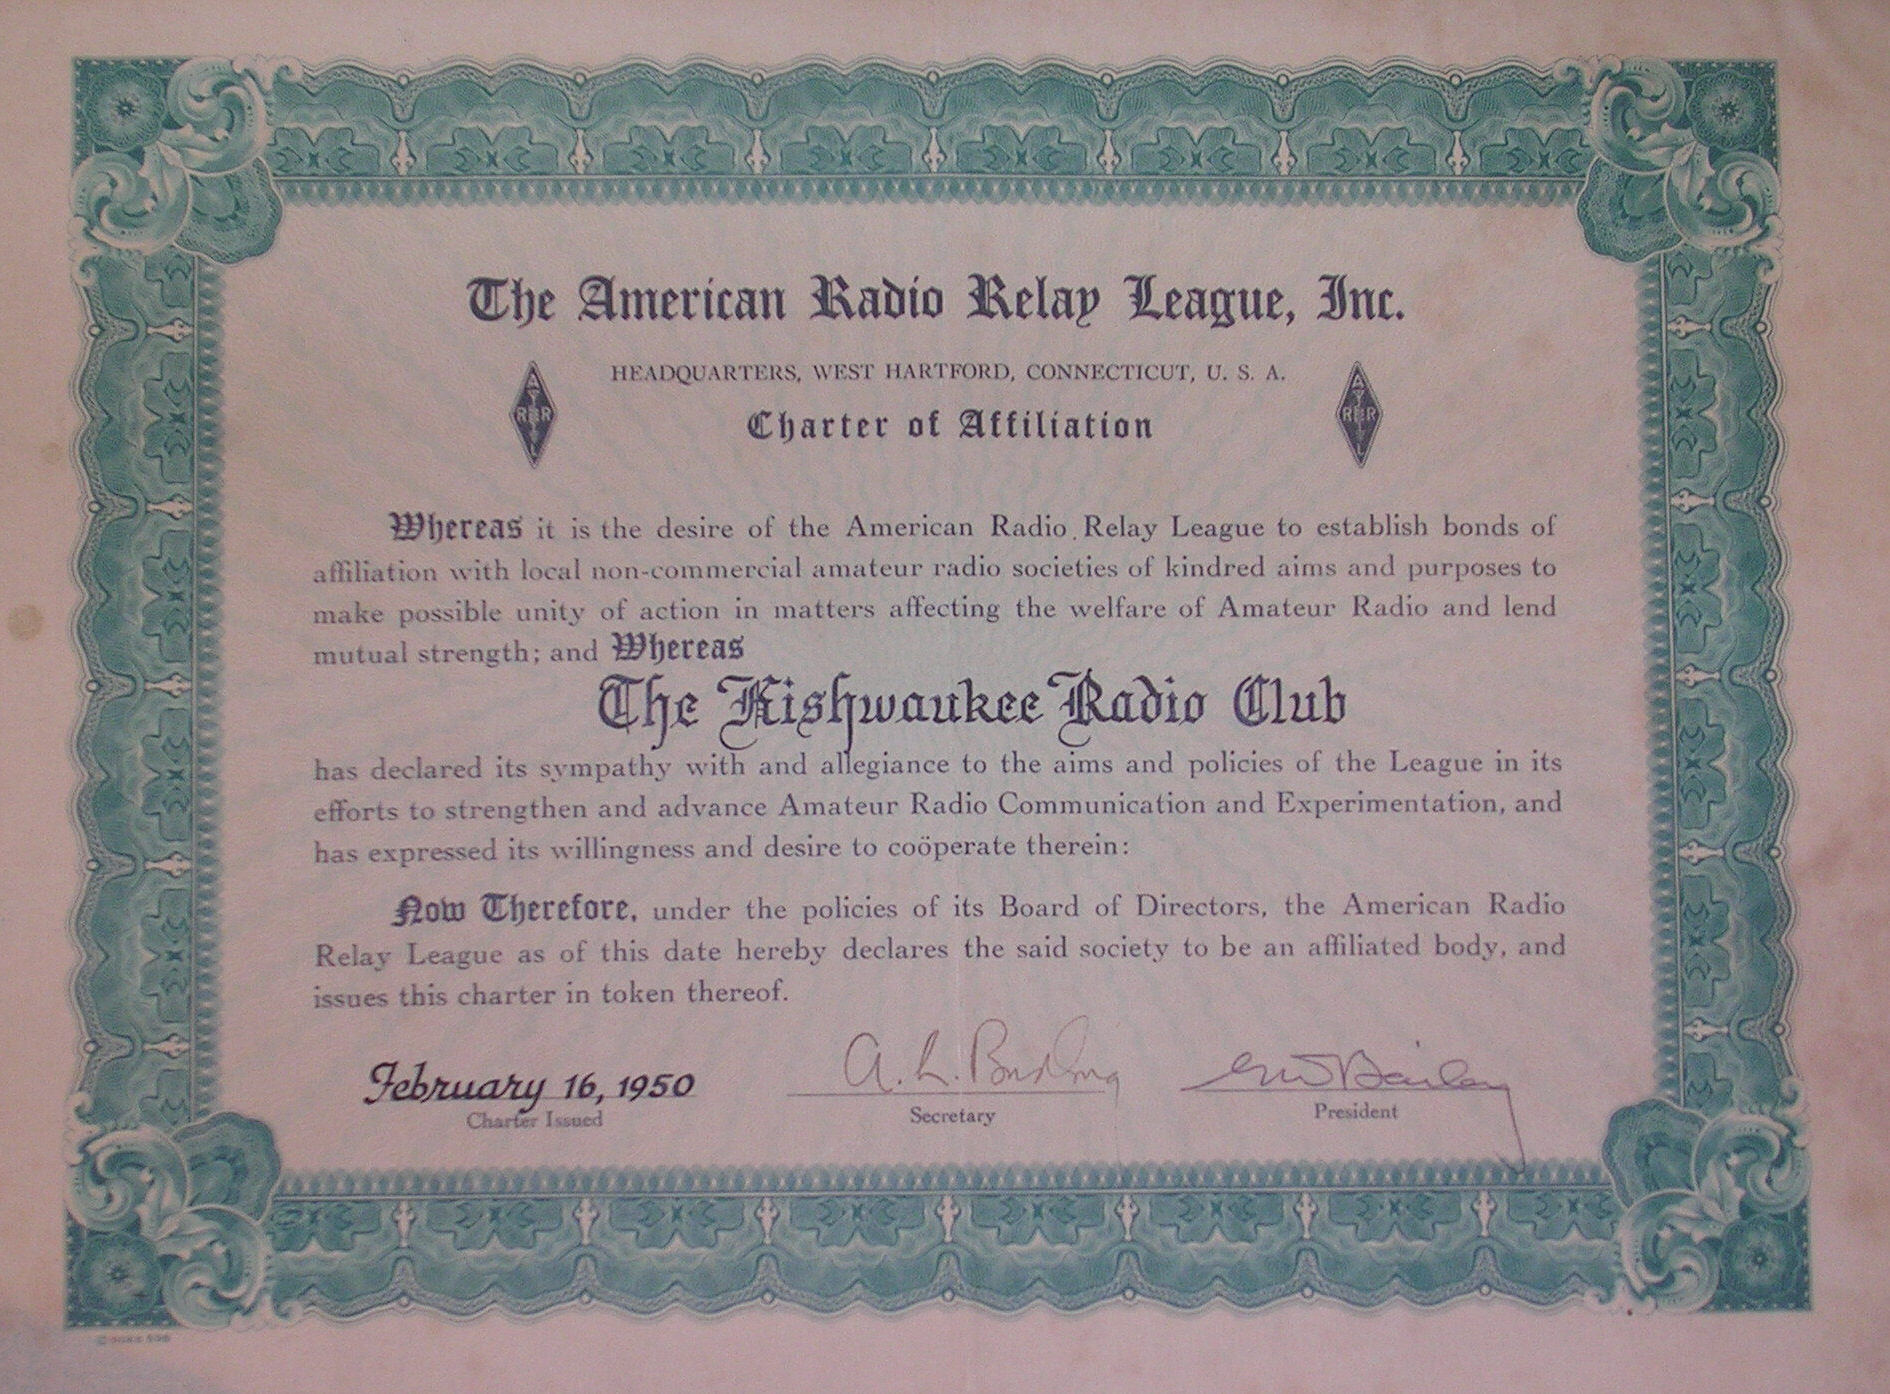 The American Radio Relay League, Inc.
HEADQUARTERS, WEST HARTFORD, CONNECTICUT, U. S. A.
ARRL
ARRL
Charter of Affiliation
Whereas it is the desire of the American Radio Relay League to establish bonds of
affiliation with local non-commercial amateur radio societies of kindred aims and purposes to
make possible unity of action in matters affecting the welfare of Amateur Radio and lend
mutual strength; and Whereas
The Kishwaukee Radio Club
has declared its sympathy with and allegiance to the aims and policies of the League in its
efforts to strengthen and advance Amateur Radio Communication and Experimentation, and
has expressed its willingness and desire to coöperate therein:
Now Therefore, under the policies of its Board of Directors, the American Radio
Relay League as of this date hereby declares the said society to be an affiliated body, and
issues this charter in token thereof.
February 16, 1950
A. L. Budlong
GW Bailey
Charter Issued
Secretary
President